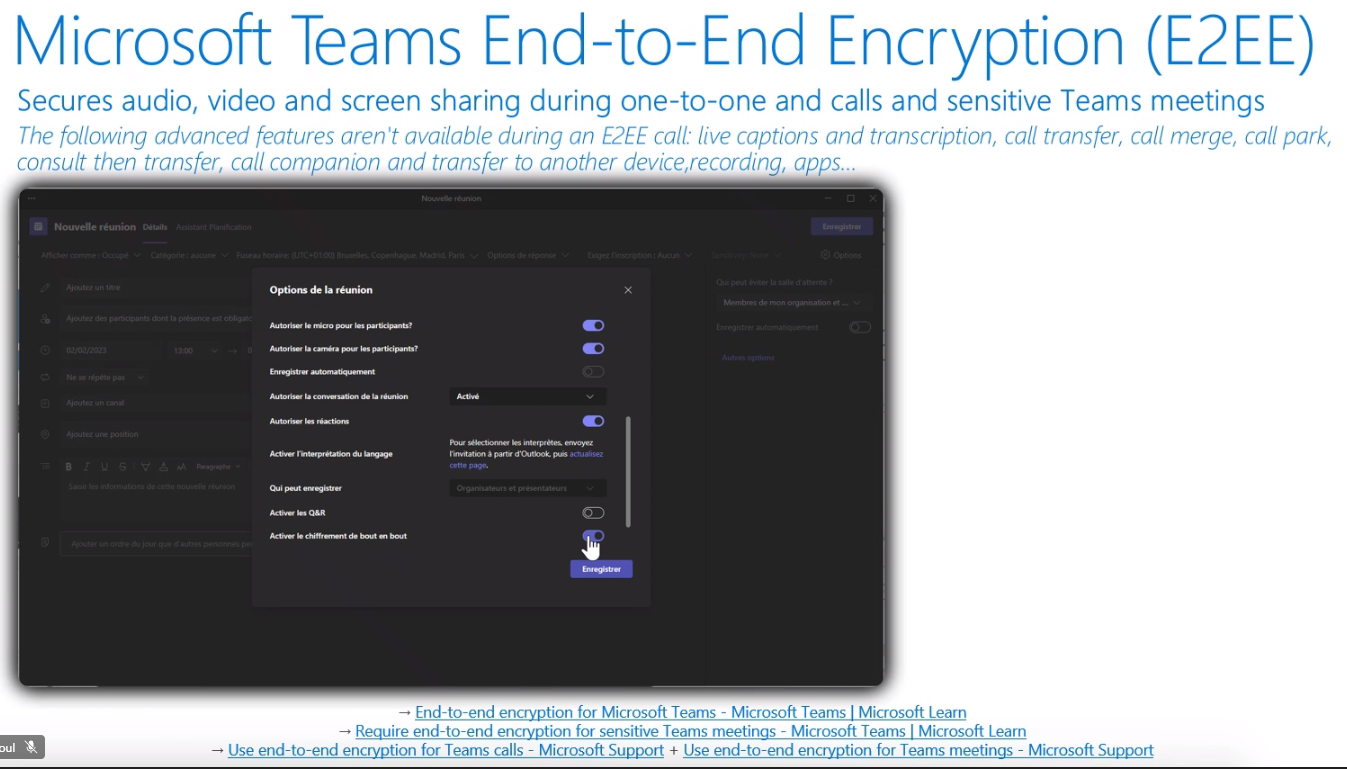 Microsoft Teams End-to-End Encryption (E2EE)
Secures audio, video and screen sharing during one-to-one and calls and sensitive Teams meetings
The following advanced features aren't available during an E2EE call: live captions and transcription, call transfer, call merge, call park,
consult then transfer, call companion and transfer to another device,recording, apps...
Nouvelle réunion
Nouvelle réunion Détails Assistant Planification Enregistrer
Afficher comme : Occupé Catégorie : aucune Fuseau horaire: (UTC+01:00) Bruxelles, Copenhague, Madrid, Paris Options de réponse Exigez l'inscription : Aucun Options
Ajoutez un titre
Qui peut éviter la salle d'attente ?
Ajoutez des participants dont la présence est obligato
Membres de mon organisation et ...
Enregistrer automatiquement
02/02/2023 13:00 →
Autres options
Ne se répète pas
Ajoutez un canal
Ajoutez une position
B I U S A AA Paragraphe
Saisir les informations de cette nouvelle réunion
Ajouter un ordre du jour que d'autres personnes pe
Options de la réunion
Autoriser le micro pour les participants?
Autoriser la caméra pour les participants?
Enregistrer automatiquement
Autoriser la conversation de la réunion Activé
Autoriser les réactions
Activer l'interprétation du langage
Pour sélectionner les interprètes, envoyez
l'invitation à partir d'Outlook, puis actualisez
cette page.
Qui peut enregistrer Organisateurs et présentateurs
Activer les Q&R
Activer le chiffrement de bout en bout
Enregistrer
→ End-to-end encryption for Microsoft Teams - Microsoft Teams | Microsoft Learn
→ Require end-to-end encryption for sensitive Teams meetings - Microsoft Teams | Microsoft Learn
→ Use end-to-end encryption for Teams calls - Microsoft Support + Use end-to-end encryption for Teams meetings - Microsoft Support
oul